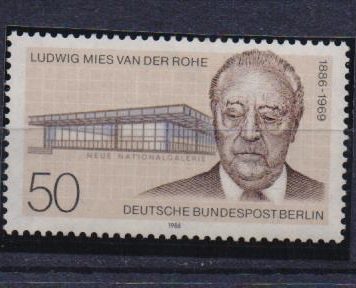 LUDWIG MIES VAN DER ROHE
1886-1969
NEUE NATIONALGALERIE
50
DEUTSCHE BUNDESPOST BERLIN
1986